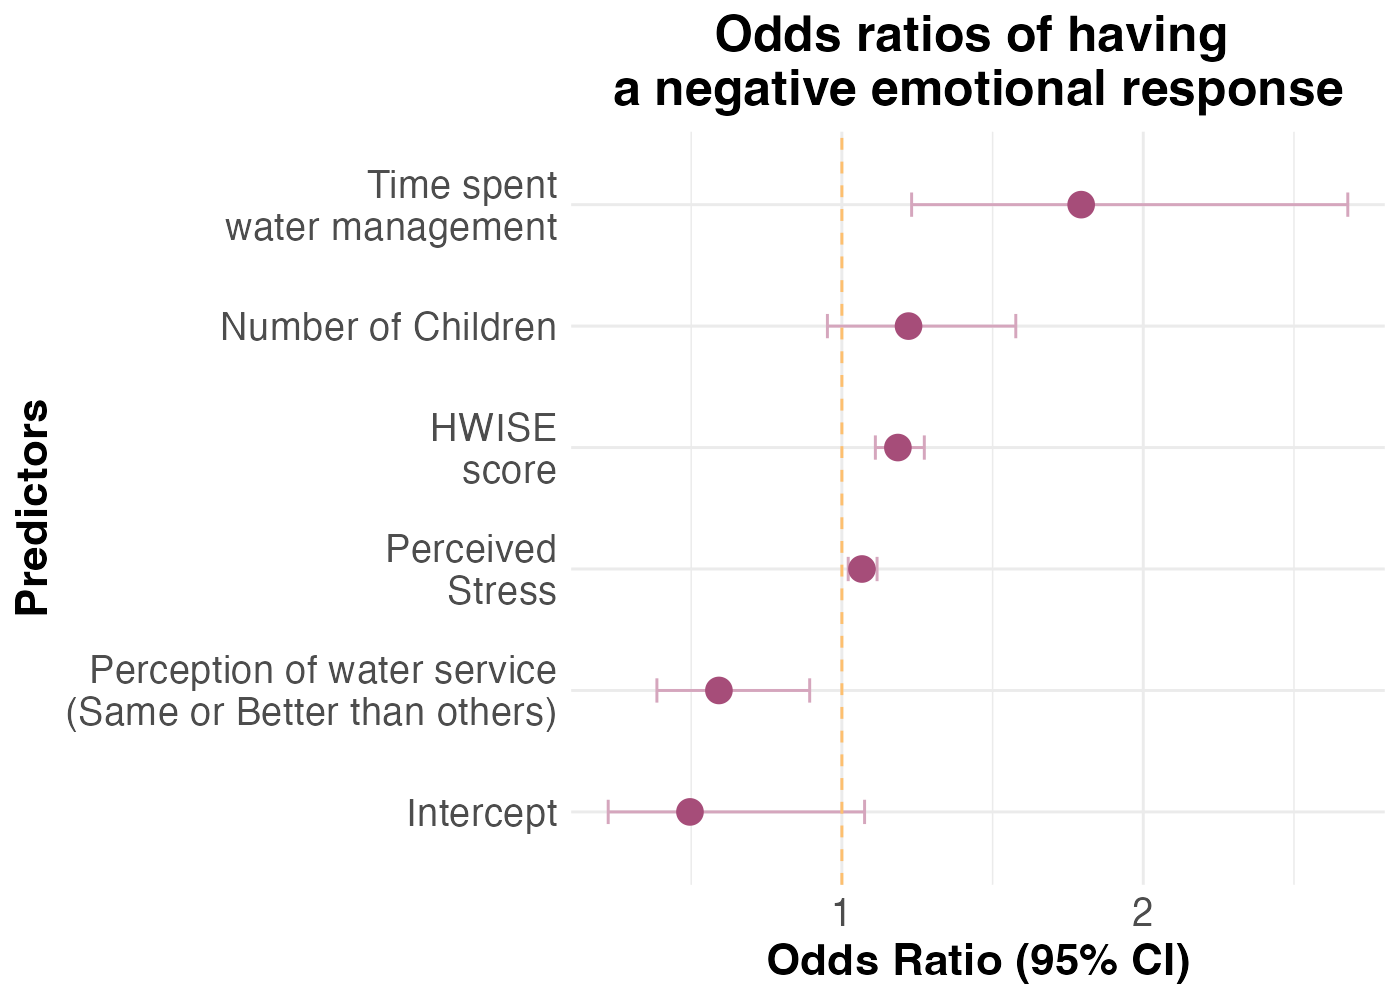 Odds ratios of having
a negative emotional response
Predictors
Time spent
water management
Number of Children
HWISE
score
Perceived
Stress
Perception of water service
(Same or Better than others)
Intercept
1 2
Odds Ratio (95% CI)